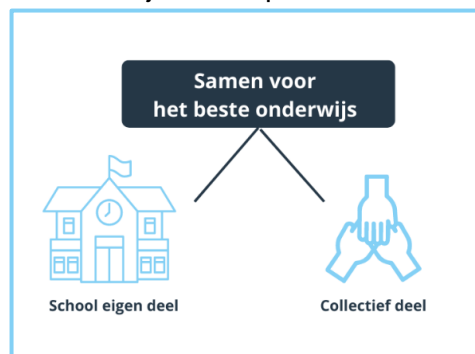 Samen voor
het beste onderwijs
School eigen deel
Collectief deel